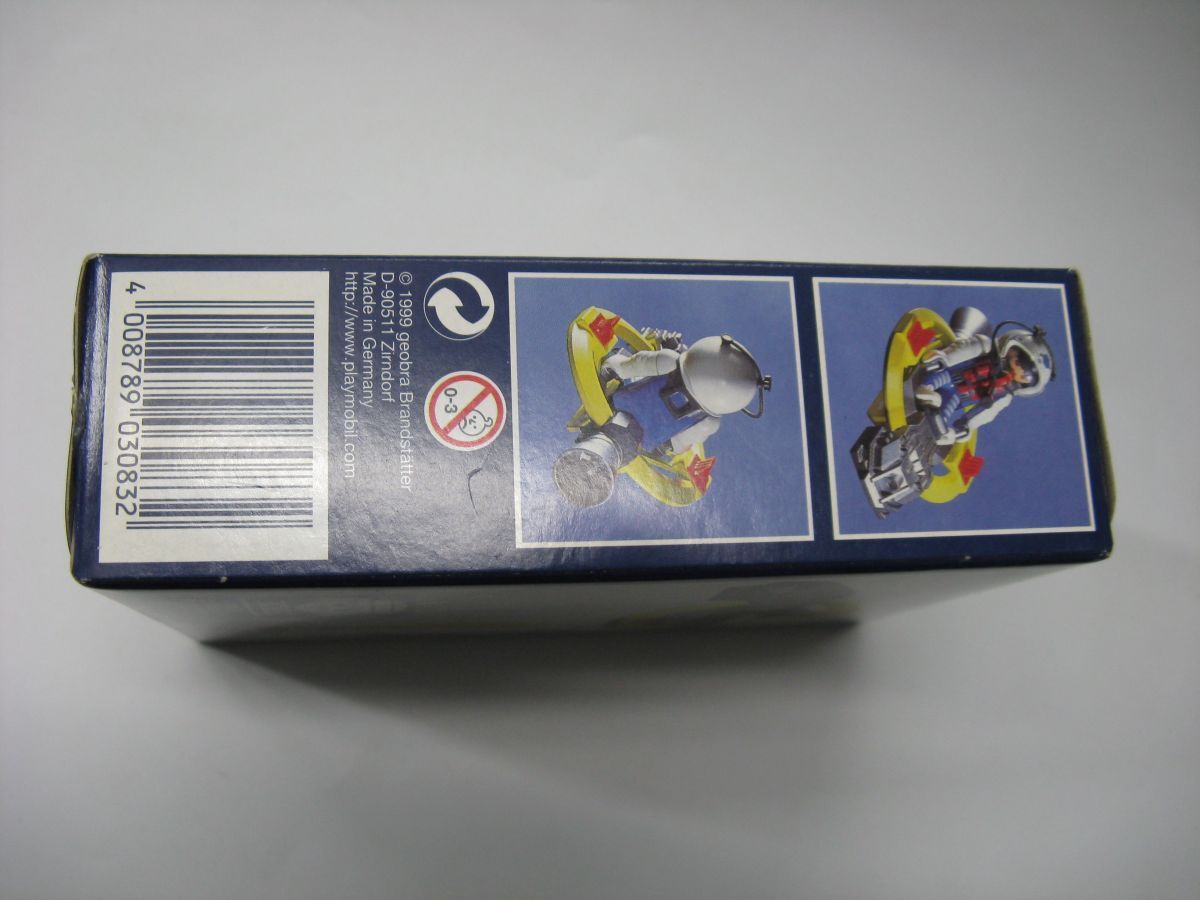 © 1999 geobra Brandstätter
D-90511 Zirndorf
Made in Germany
http://www.playmobil.com
0-3
4 008789 030832